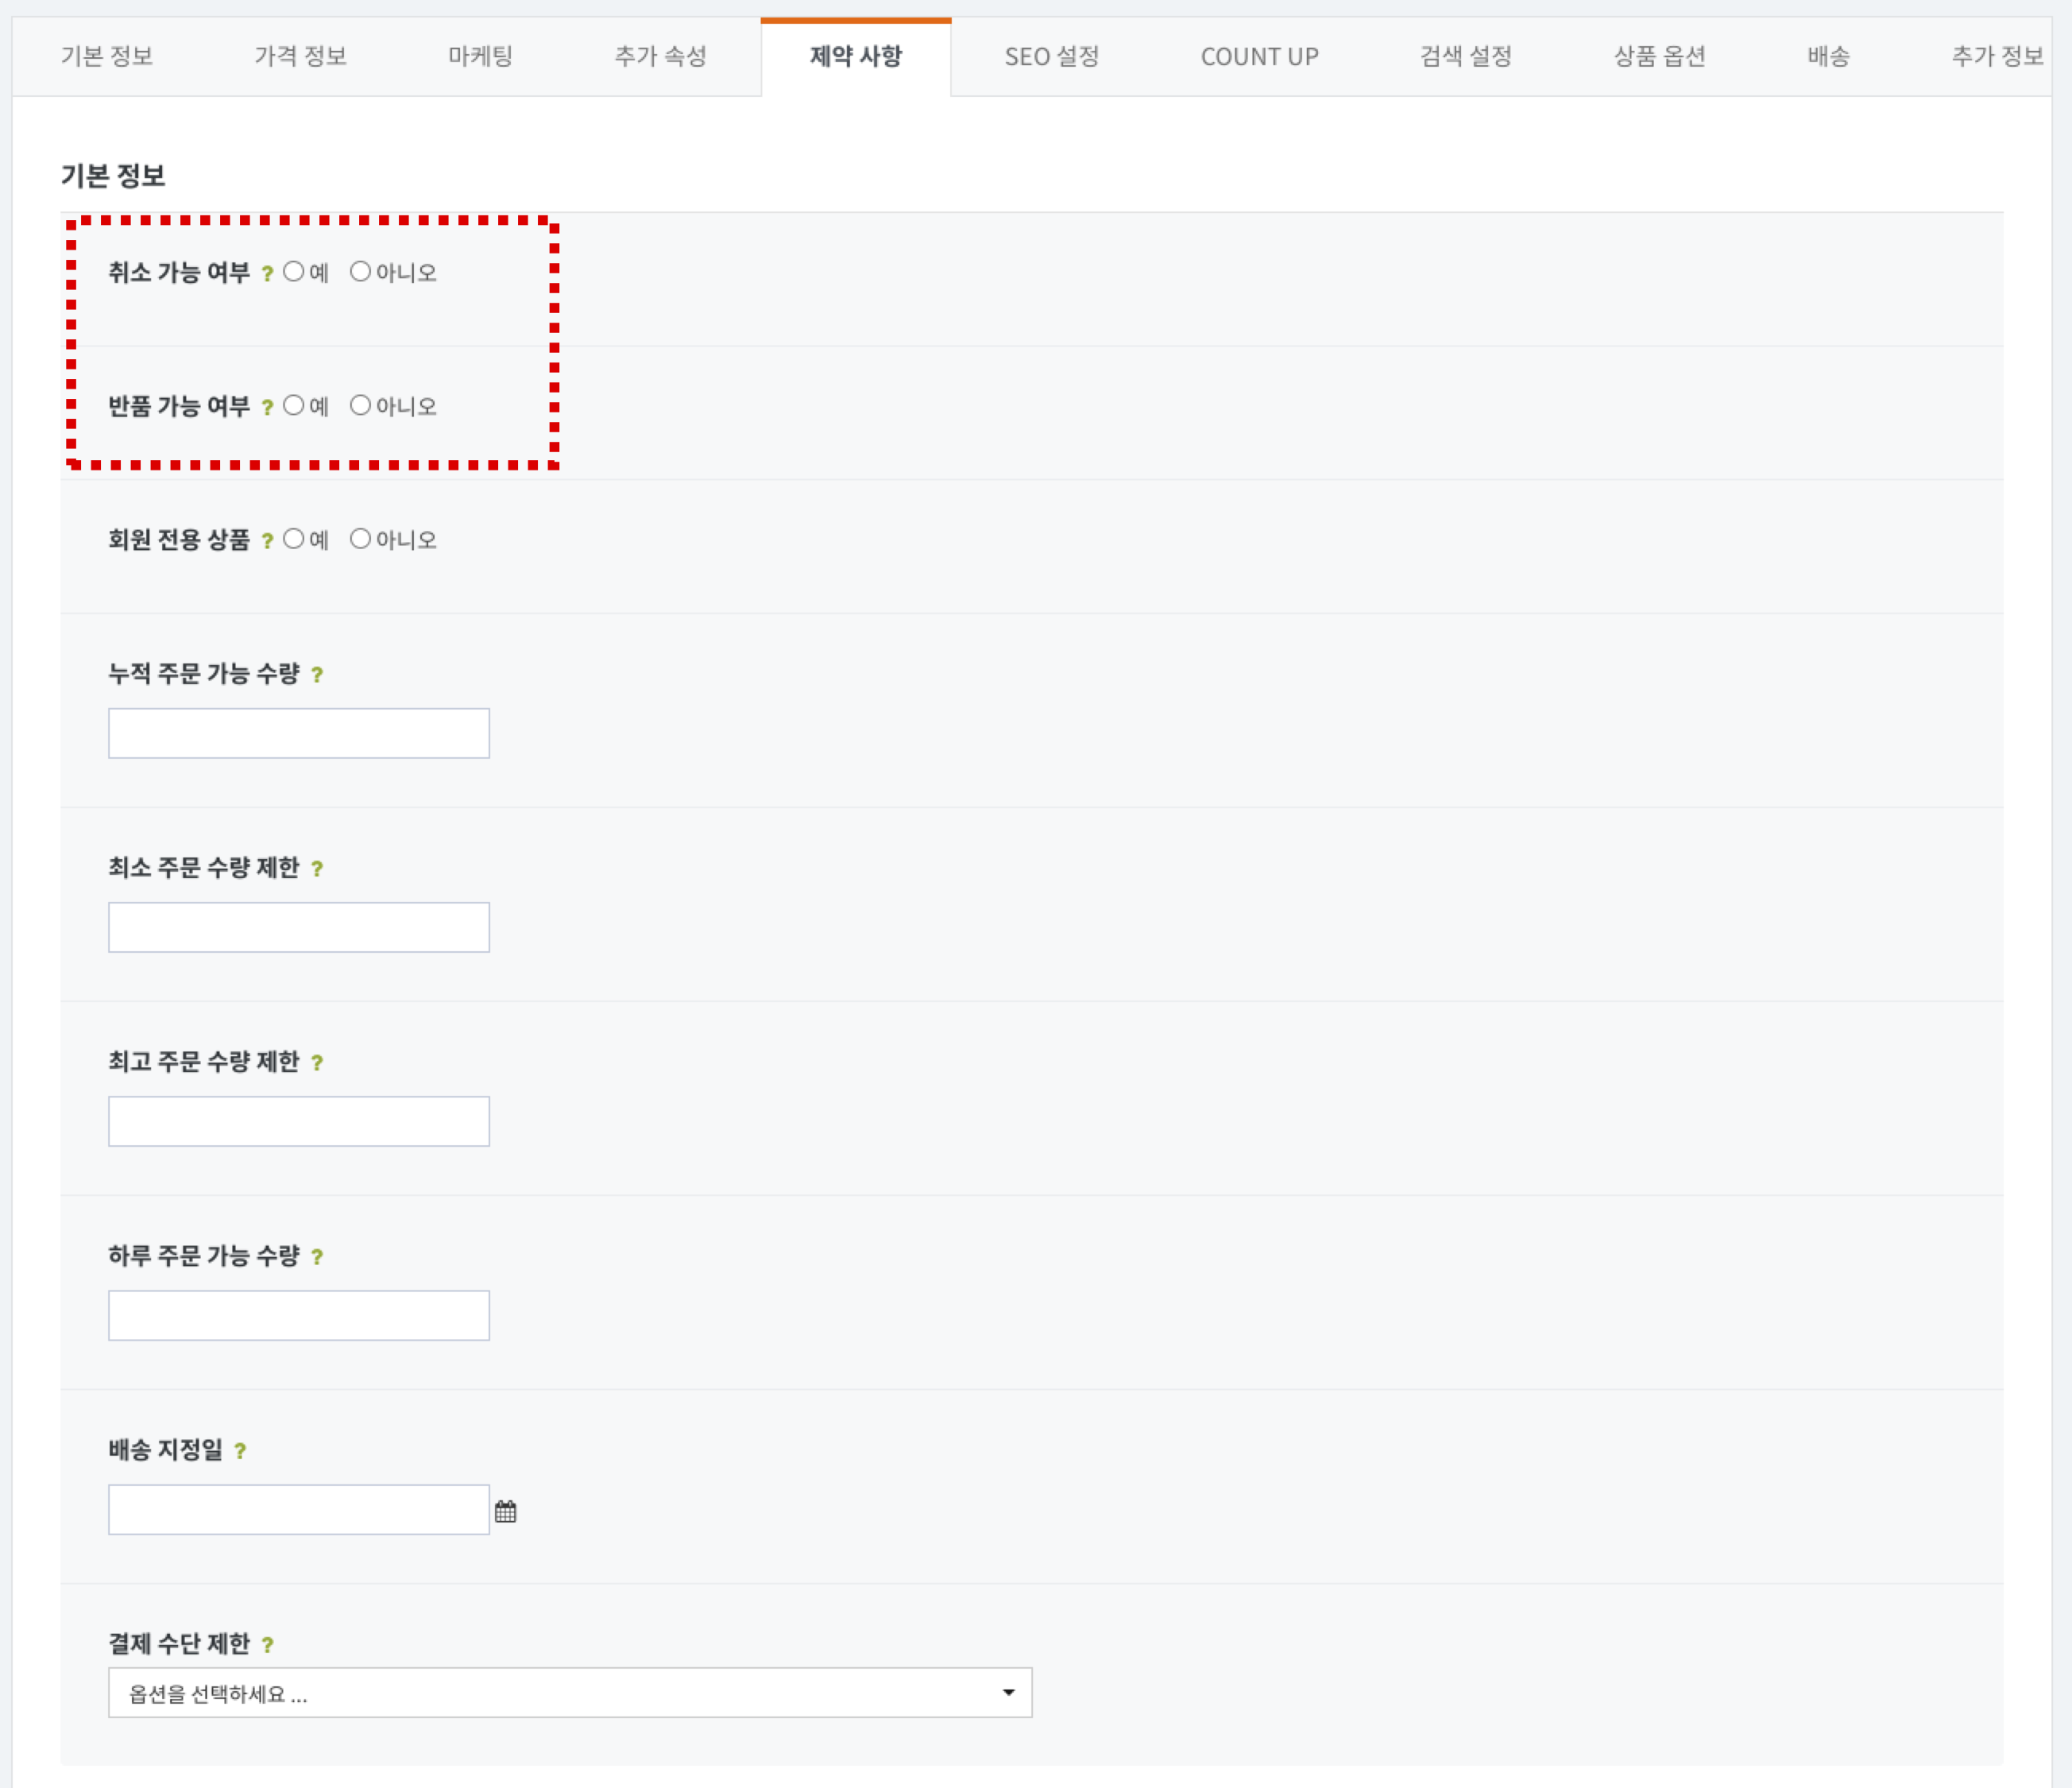 기본 정보 가격 정보 마케팅 추가 속성 제약 사항 SEO 설정 COUNT UP 검색 설정 상품 옵션 배송 추가 정보
기본 정보
취소 가능 여부 ? 예 아니오
반품 가능 여부 ? 예 아니오
회원 전용 상품 ? 예 아니오
누적 주문 가능 수량 ?
최소 주문 수량 제한 ?
최고 주문 수량 제한 ?
하루 주문 가능 수량 ?
배송 지정일 ?
결제 수단 제한 ?
옵션을 선택하세요 ...